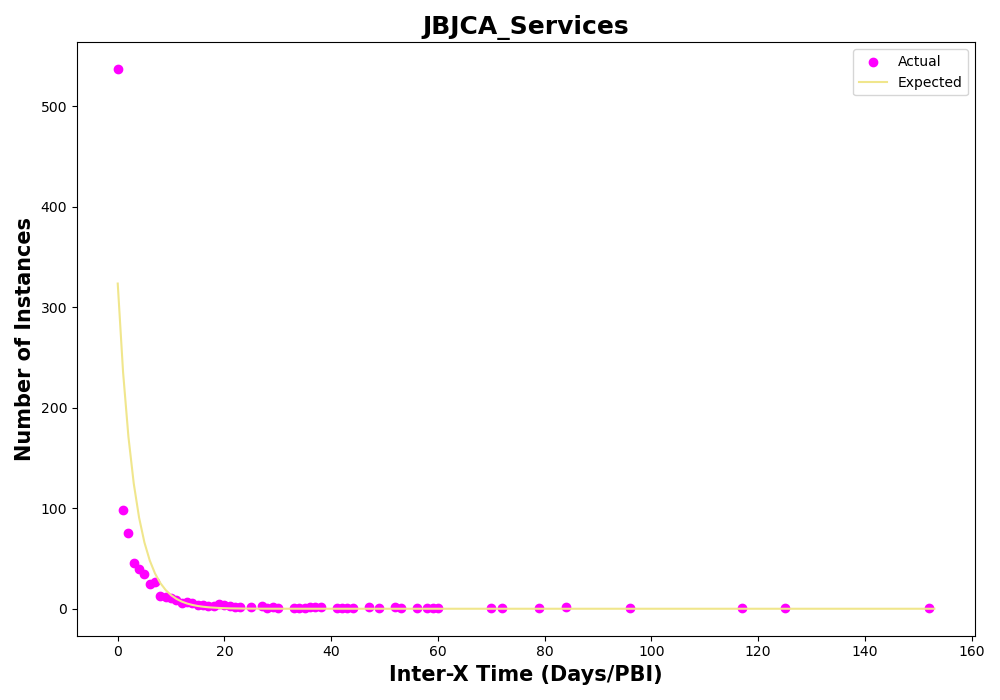 JBJCA_Services
Actual
Expected
Number of Instances
500
400
300
200
100
0
0 20 40 60 80 100 120 140 160
Inter-X Time (Days/PBI)